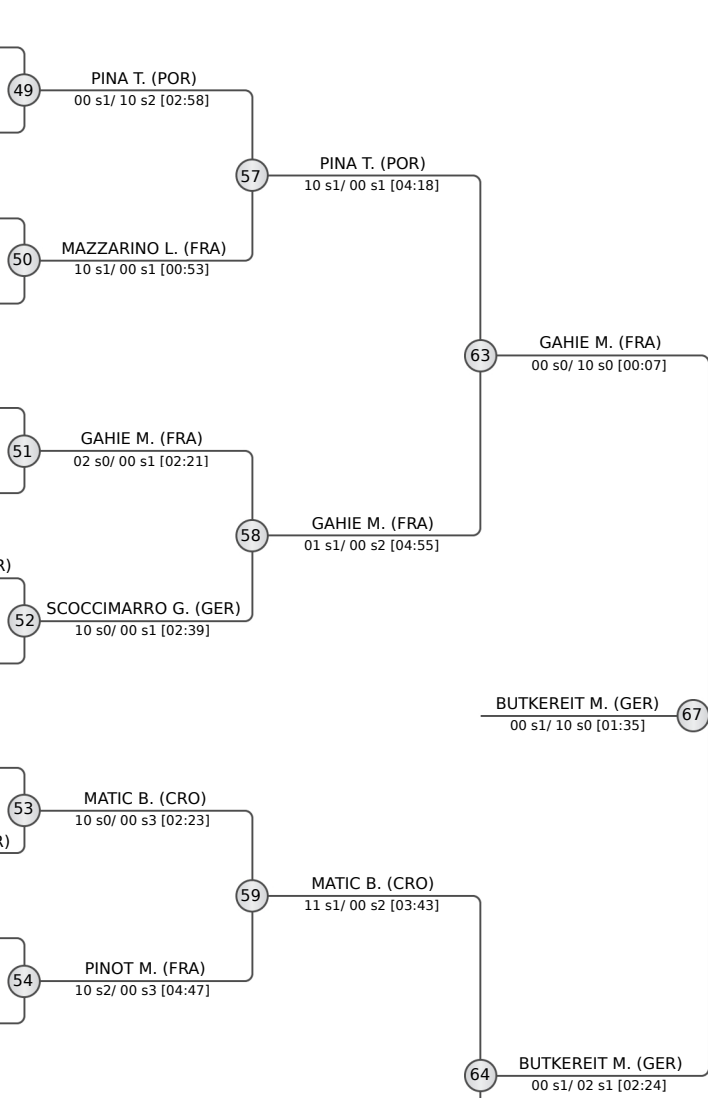 49
PINA T. (POR)
00 s1/ 10 s2 [02:58]
57
PINA T. (POR)
10 s1/ 00 s1 [04:18]
50
MAZZARINO L. (FRA)
10 s1/ 00 s1 [00:53]
63
GAHIE M. (FRA)
00 s0/ 10 s0 [00:07]
51
GAHIE M. (FRA)
02 s0/ 00 s1 [02:21]
58
GAHIE M. (FRA)
01 s1/ 00 s2 [04:55]
R)
52
SCOCCIMARRO G. (GER)
10 s0/ 00 s1 [02:39]
BUTKEREIT M. (GER)
00 s1/ 10 s0 [01:35]
67
53
MATIC B. (CRO)
10 s0/ 00 s3 [02:23]
R)
59
MATIC B. (CRO)
11 s1/ 00 s2 [03:43]
54
PINOT M. (FRA)
10 s2/ 00 s3 [04:47]
64
BUTKEREIT M. (GER)
00 s1/ 02 s1 [02:24]